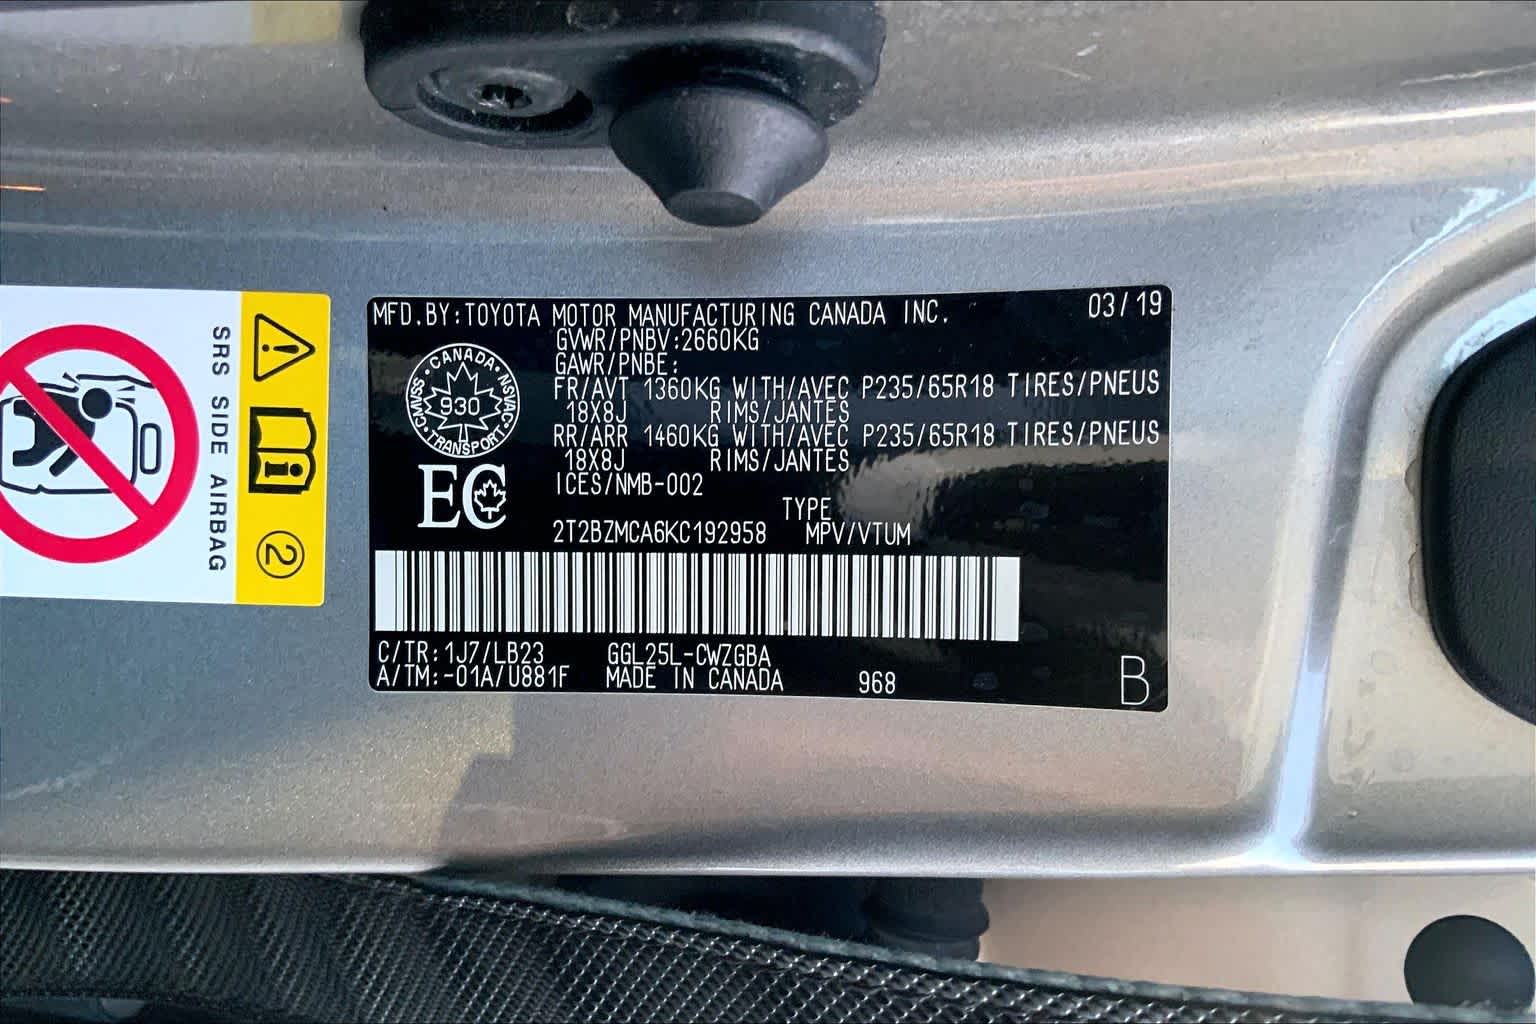 SRS SIDE AIRBAG
2
MFD.BY:TOYOTA MOTOR MANUFACTURING CANADA INC. 03/19
GVWR/PNBV:2660KG
GAWR/PNBE:
FR/AVT 1360KG WITH/AVEC P235/65R18 TIRES/PNEUS
18X8J RIMS/JANTES
RR/ARR 1460KG WITH/AVEC P235/65R18 TIRES/PNEUS
18X8J RIMS/JANTES
ICES/NMB-002
CANADA
CMVSS 930 NSVAC
TRANSPORT
EC
TYPE
2T2BZMCA6KC192958 MPV/VTUM
C/TR:1J7/LB23 GGL25L-CWZGBA
A/TM:-01A/U881F MADE IN CANADA 968
B